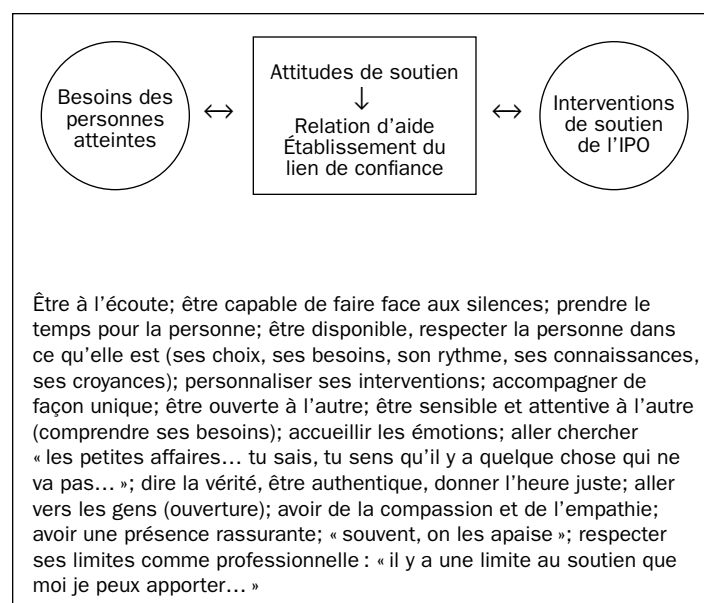 Besoins des
personnes
atteintes
↔
Attitudes de soutien
↓
Relation d’aide
Établissement du
lien de confiance
↔
Interventions
de soutien
de l’IPO
Être à l’écoute; être capable de faire face aux silences; prendre le
temps pour la personne; être disponible, respecter la personne dans
ce qu’elle est (ses choix, ses besoins, son rythme, ses connaissances,
ses croyances); personnaliser ses interventions; accompagner de
façon unique; être ouverte à l’autre; être sensible et attentive à l’autre
(comprendre ses besoins); accueillir les émotions; aller chercher
« les petites affaires… tu sais, tu sens qu’il y a quelque chose qui ne
va pas… »; dire la vérité, être authentique, donner l’heure juste; aller
vers les gens (ouverture); avoir de la compassion et de l’empathie;
avoir une présence rassurante; « souvent, on les apaise »; respecter
ses limites comme professionnelle : « il y a une limite au soutien que
moi je peux apporter… »